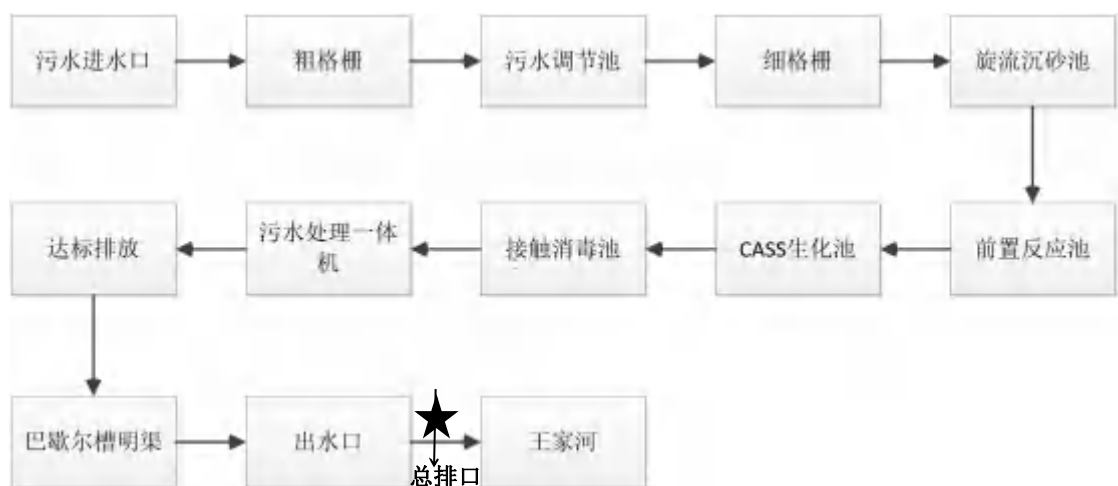 污水进水口
粗格栅
污水调节池
细格栅
旋流沉砂池
前置反应池
CASS生化池
接触消毒池
污水处理一体
机
达标排放
巴歇尔槽明渠
出水口
总排口
王家河